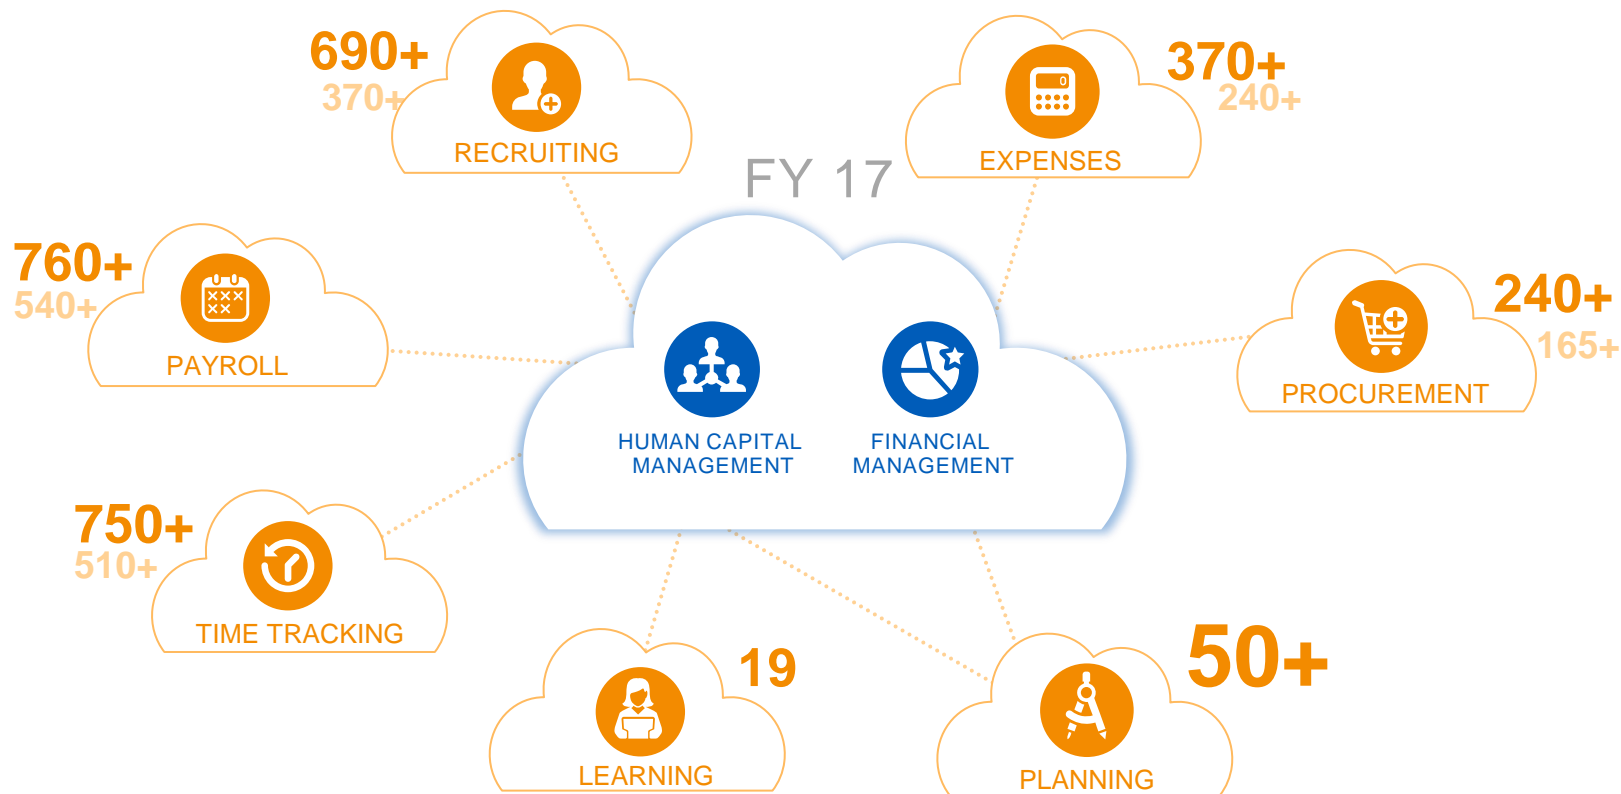 690+
370+
RECRUITING
370+
240+
0
EXPENSES
FY 17
760+
540+
PAYROLL
240+
165+
PROCUREMENT
HUMAN CAPITAL
MANAGEMENT
FINANCIAL
MANAGEMENT
750+
510+
TIME TRACKING
19
LEARNING
50+
PLANNING